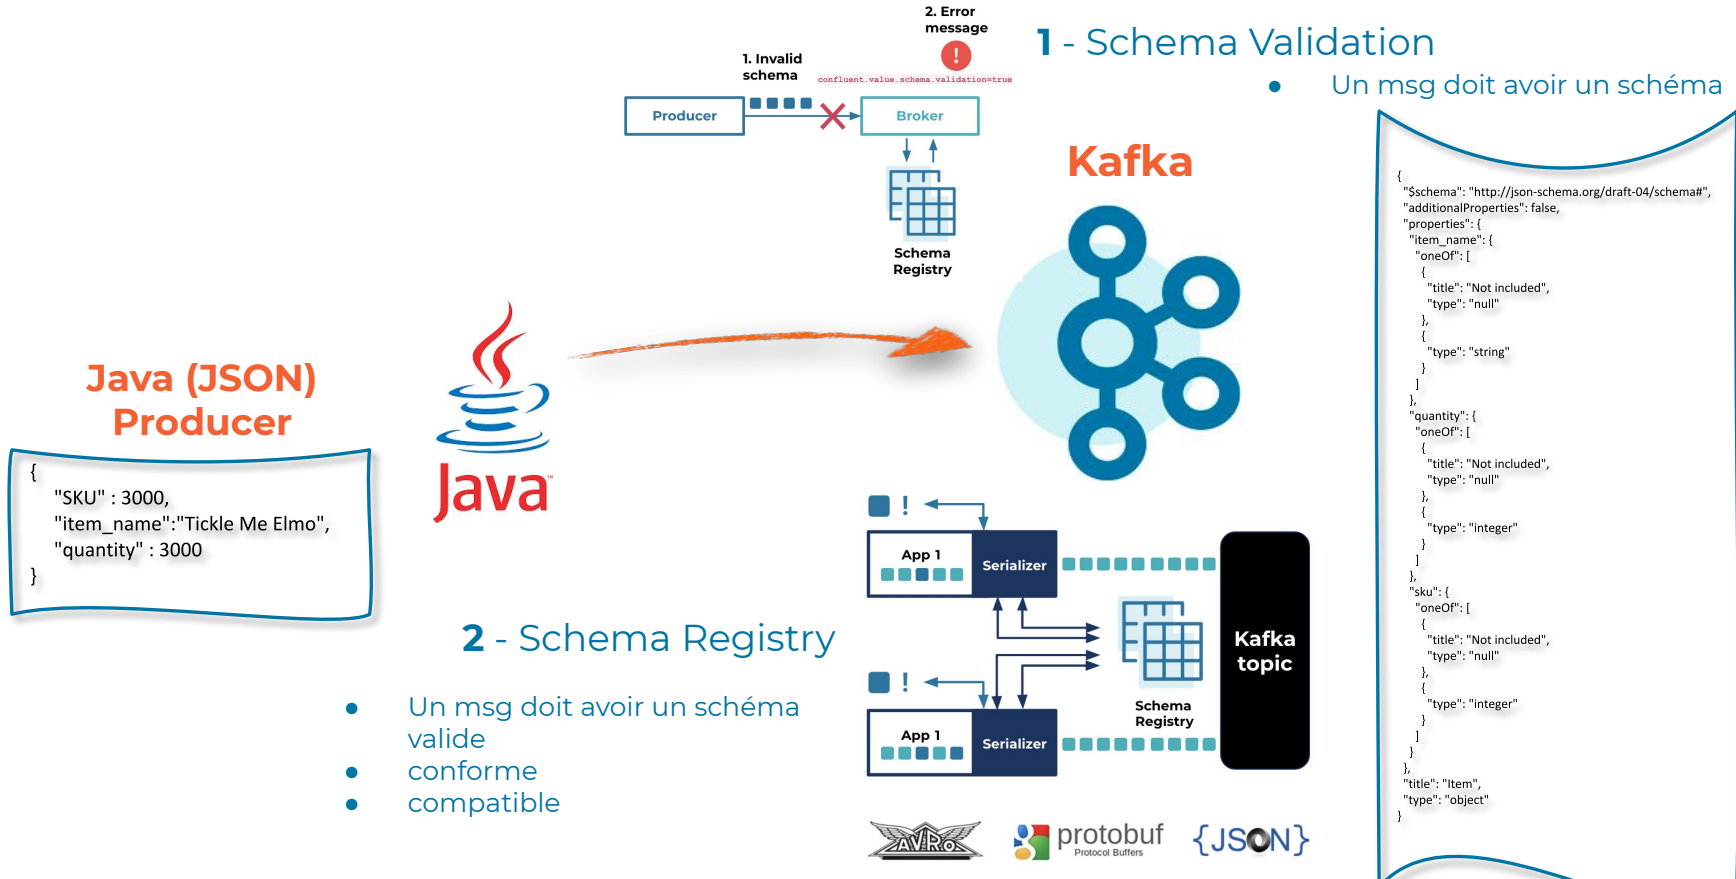 2. Error
message
1. Invalid
schema
confluent.value.schema.validation=true
Producer
Broker
Schema
Registry
1 - Schema Validation
● Un msg doit avoir un schéma
Kafka
Java (JSON)
Producer
{
"SKU" : 3000,
"item_name":"Tickle Me Elmo",
"quantity" : 3000
}
Java
2 - Schema Registry
● Un msg doit avoir un schéma
valide
● conforme
● compatible
!
App 1
Serializer
!
App 1
Serializer
Schema
Registry
Kafka
topic
AVRO
protobuf
Protocol Buffers
{JSON}
{
"$schema": "http://json-schema.org/draft-04/schema#",
"additionalProperties": false,
"properties": {
"item_name": {
"oneOf": [
{
"title": "Not included",
"type": "null"
},
{
"type": "string"
}
]
},
"quantity": {
"oneOf": [
{
"title": "Not included",
"type": "null"
},
{
"type": "integer"
}
]
},
"sku": {
"oneOf": [
{
"title": "Not included",
"type": "null"
},
{
"type": "integer"
}
]
}
},
"title": "Item",
"type": "object"
}